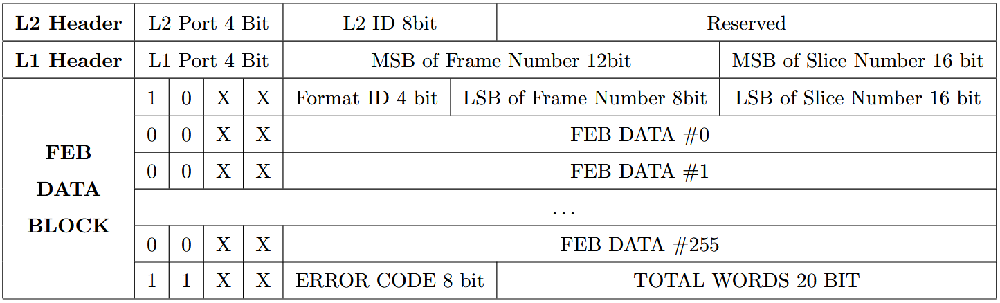 L2 Header L2 Port 4 Bit L2 ID 8bit Reserved
L1 Header L1 Port 4 Bit MSB of Frame Number 12bit MSB of Slice Number 16 bit
FEB DATA BLOCK
1 0 X X Format ID 4 bit LSB of Frame Number 8bit LSB of Slice Number 16 bit
0 0 X X FEB DATA #0
0 0 X X FEB DATA #1
...
0 0 X X FEB DATA #255
1 1 X X ERROR CODE 8 bit TOTAL WORDS 20 BIT